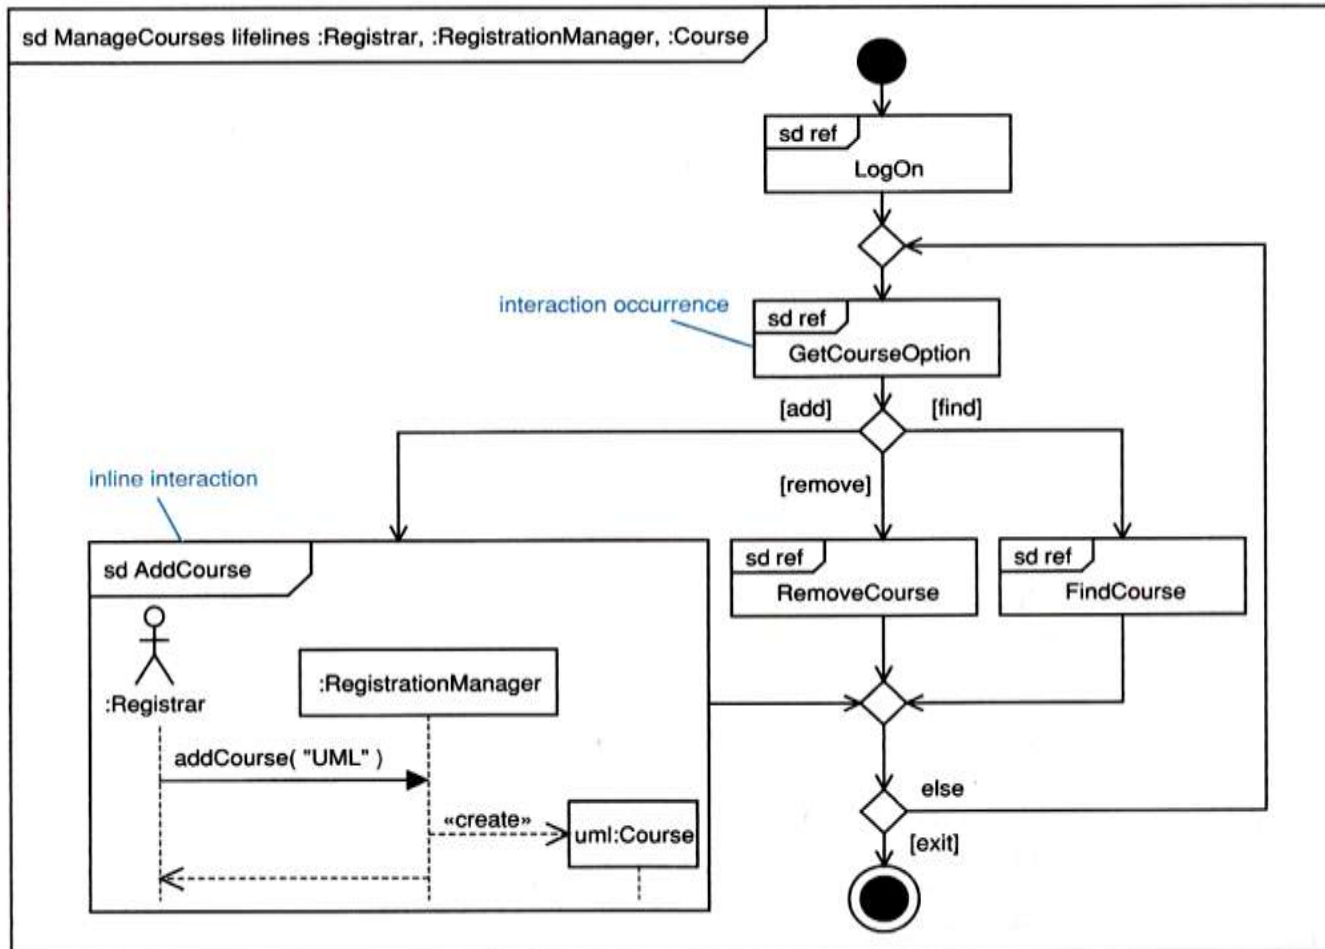 sd ManageCourses lifelines :Registrar, :RegistrationManager, :Course
sd ref
LogOn
interaction occurrence
sd ref
GetCourseOption
[add]
[find]
inline interaction
[remove]
sd AddCourse
sd ref
RemoveCourse
sd ref
FindCourse
:Registrar
:RegistrationManager
addCourse( "UML" )
«create»
uml:Course
else
[exit]